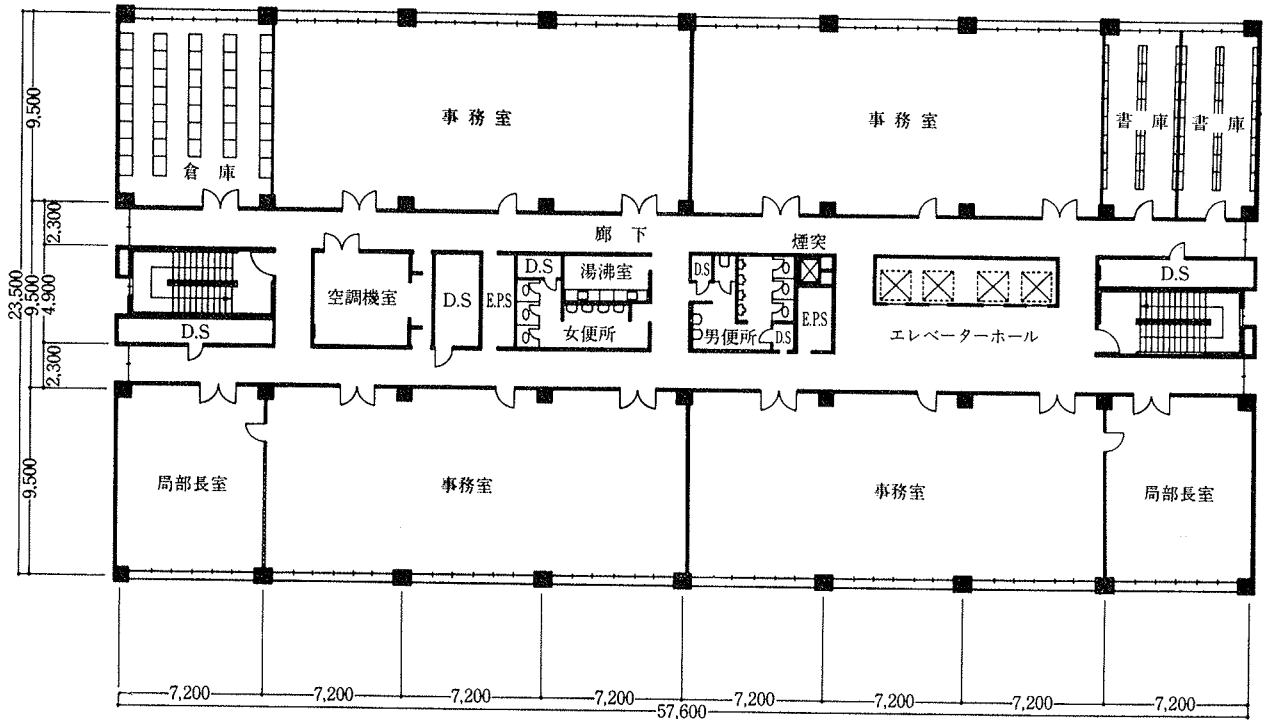 事務室
事務室
書庫
書庫
倉庫
廊下
煙突
D.S
湯沸室
D.S
D.S
空調機室
D.S
E.P.S
E.P.S
エレベーターホール
D.S
女便所
男便所
D.S
局部長室
事務室
事務室
局部長室
9,500
2,300
4,900
2,300
9,500
9,500
23,500
7,200
7,200
7,200
7,200
7,200
7,200
7,200
7,200
57,600